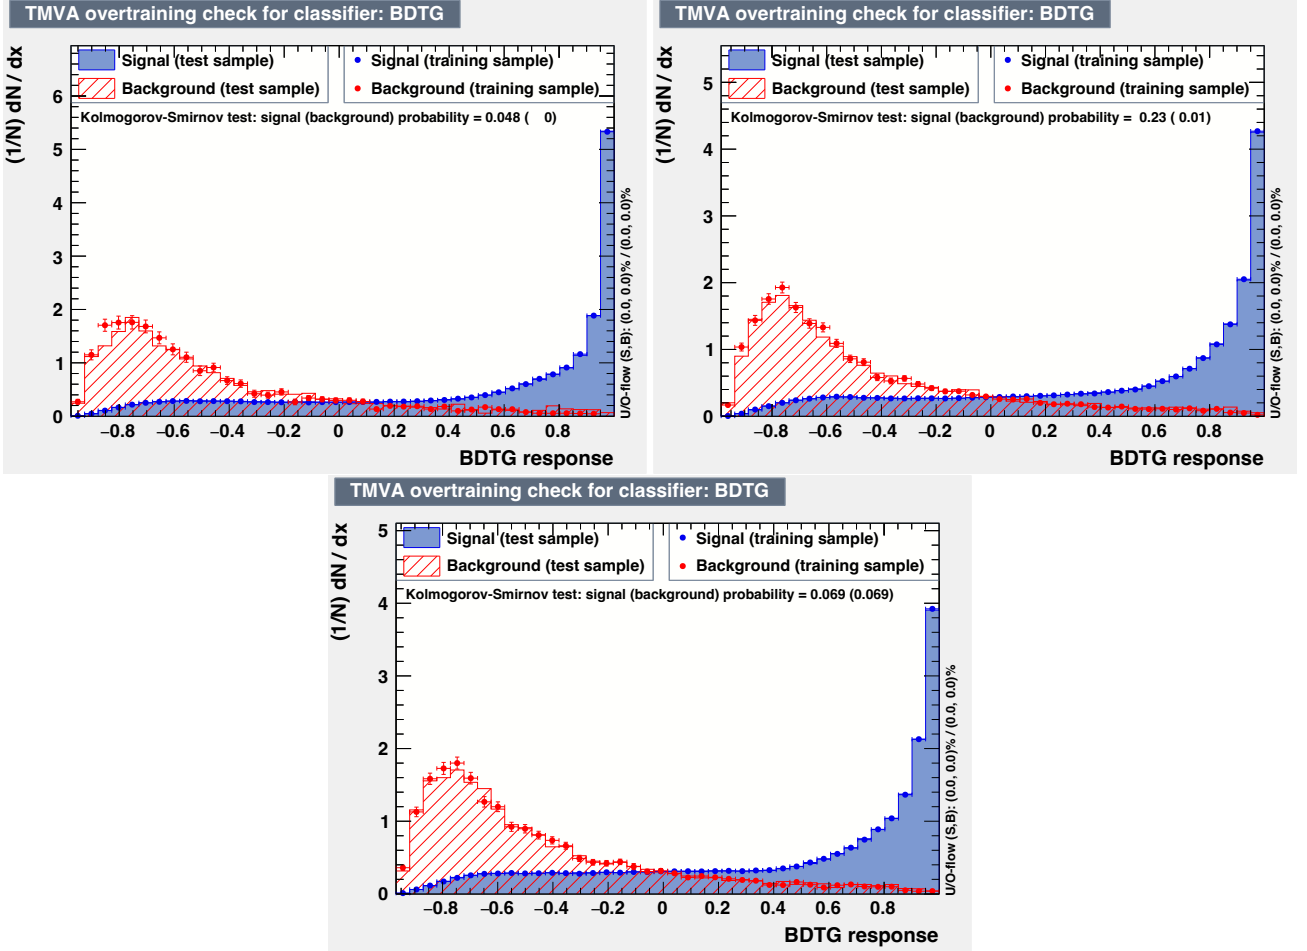 TMVA overtraining check for classifier: BDTG
Signal (test sample)
Background (test sample)
Signal (training sample)
Background (training sample)
Kolmogorov-Smirnov test: signal (background) probability = 0.048 ( 0)
(1/N) dN / dx
6
5
4
3
2
1
0
−0.8 −0.6 −0.4 −0.2 0 0.2 0.4 0.6 0.8
BDTG response
U/O-flow (S,B): (0.0, 0.0)% / (0.0, 0.0)%
TMVA overtraining check for classifier: BDTG
Signal (test sample)
Background (test sample)
Signal (training sample)
Background (training sample)
Kolmogorov-Smirnov test: signal (background) probability = 0.23 ( 0.01)
(1/N) dN / dx
5
4
3
2
1
0
−0.8 −0.6 −0.4 −0.2 0 0.2 0.4 0.6 0.8
BDTG response
U/O-flow (S,B): (0.0, 0.0)% / (0.0, 0.0)%
TMVA overtraining check for classifier: BDTG
Signal (test sample)
Background (test sample)
Signal (training sample)
Background (training sample)
Kolmogorov-Smirnov test: signal (background) probability = 0.069 (0.069)
(1/N) dN / dx
5
4
3
2
1
0
−0.8 −0.6 −0.4 −0.2 0 0.2 0.4 0.6 0.8
BDTG response
U/O-flow (S,B): (0.0, 0.0)% / (0.0, 0.0)%